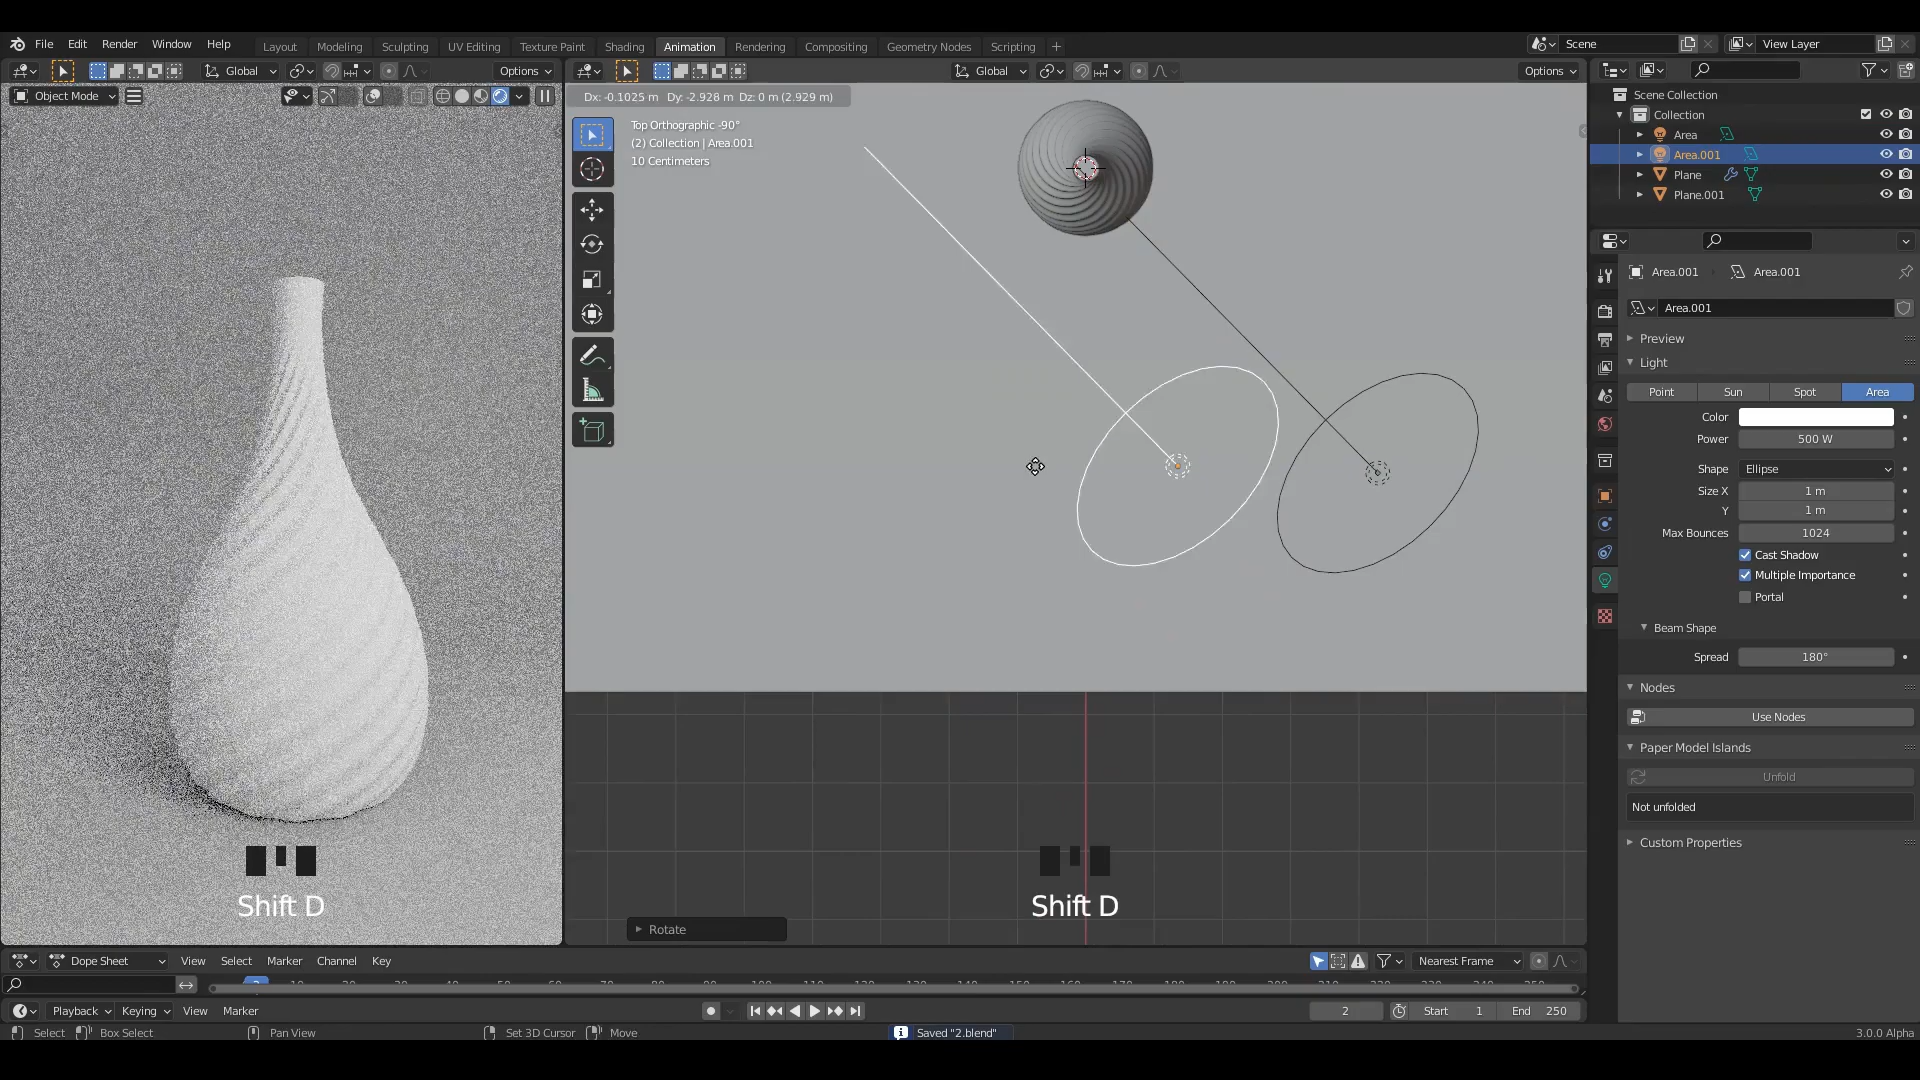 File Edit Render Window Help Layout Modeling Sculpting UV Editing Texture Paint Shading Animation Rendering Compositing Geometry Nodes Scripting + Scene View Layer
Global Options Global Options
Object Mode
Dx: -0.1025 m Dy: -2.928 m Dz: 0 m (2.929 m)
Top Orthographic -90°
(2) Collection | Area.001
10 Centimeters
Scene Collection
Collection
Area
Area.001
Plane
Plane.001
Area.001 Area.001
Area.001
Preview
Light
Point Sun Spot Area
Color
Power 500 W
Shape Ellipse
Size X 1 m
Y 1 m
Max Bounces 1024
Cast Shadow
Multiple Importance
Portal
Beam Shape
Spread 180°
Nodes
Use Nodes
Paper Model Islands
Unfold
Not unfolded
Custom Properties
Shift D Shift D
Rotate
Dope Sheet View Select Marker Channel Key Nearest Frame
Playback Keying View Marker 2 Start 1 End 250
Select Box Select Pan View Set 3D Cursor Move Saved "2.blend" 3.0.0 Alpha